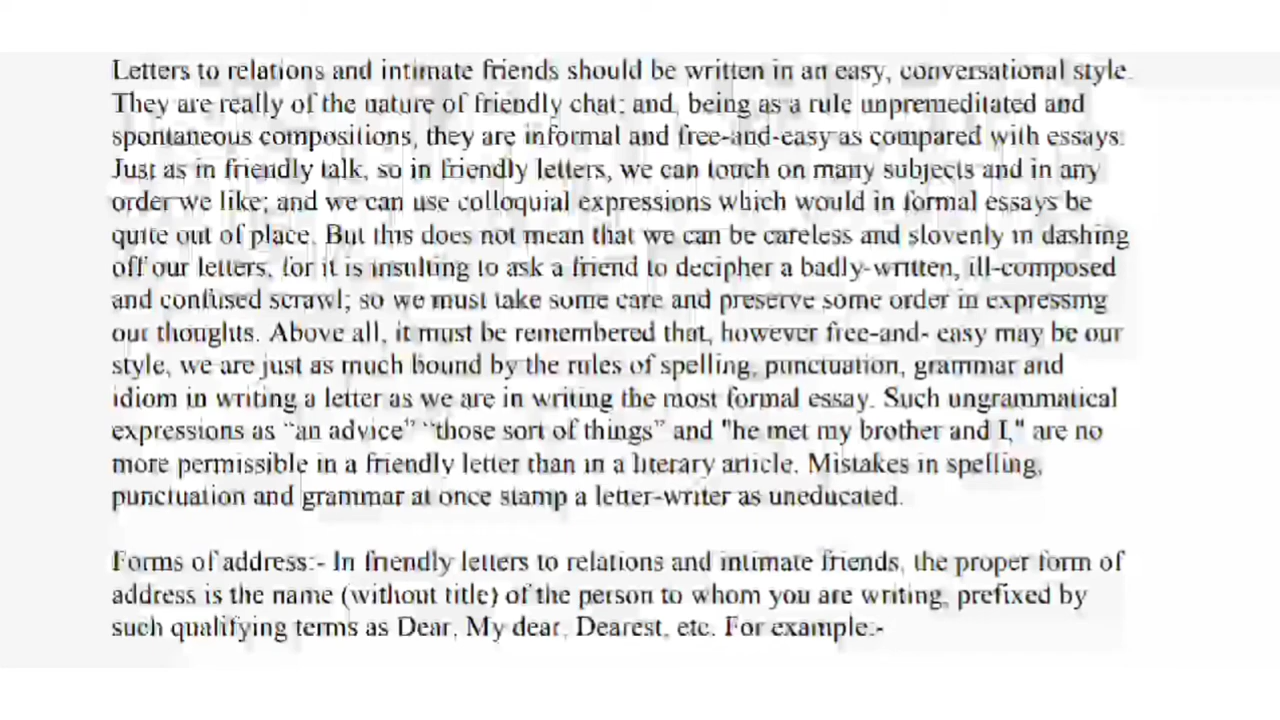 Letters to relations and intimate friends should be written in an easy, conversational style.
They are really of the nature of friendly chat: and, being as a rule unpremeditated and
spontaneous compositions, they are informal and free-and-easy as compared with essays:
Just as in friendly talk, so in friendly letters, we can touch on many subjects and in any
order we like; and we can use colloquial expressions which would in formal essays be
quite out of place. But this does not mean that we can be careless and slovenly in dashing
off our letters, for it is insulting to ask a friend to decipher a badly-written, ill-composed
and confused scrawl; so we must take some care and preserve some order in expressing
out thoughts. Above all, it must be remembered that, however free-and- easy may be our
style, we are just as much bound by the rules of spelling, punctuation, grammar and
idiom in writing a letter as we are in writing the most formal essay. Such ungrammatical
expressions as “an advice” “those sort of things” and "he met my brother and I," are no
more permissible in a friendly letter than in a literary article. Mistakes in spelling,
punctuation and grammar at once stamp a letter-writer as uneducated.
Forms of address:- In friendly letters to relations and intimate friends, the proper form of
address is the name (without title) of the person to whom you are writing, prefixed by
such qualifying terms as Dear, My dear, Dearest, etc. For example:-